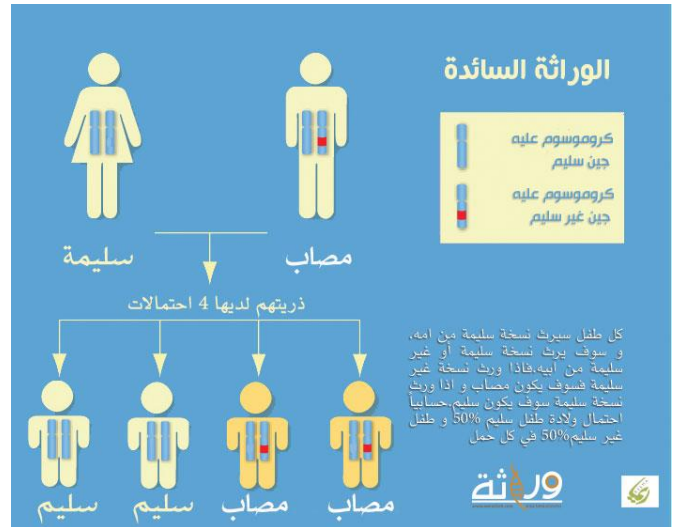 الوراثة السائدة
كروموسوم عليه
جين سليم
كروموسوم عليه
جين غير سليم
سليمة
مصاب
ذريتهم لديها 4 احتمالات
كل طفل سيرث نسخة سليمة من امه،
و سوف يرث نسخة سليمة أو غير
سليمة من ابيه.فاذا ورث نسخة غير
سليمة فسوف يكون مصاب و اذا ورث
نسخة سليمة سوف يكون سليم.حسابياً
احتمال ولادة طفل سليم 50% و طفل
غير سليم50% في كل حمل
سليم
سليم
مصاب
مصاب
وراثة